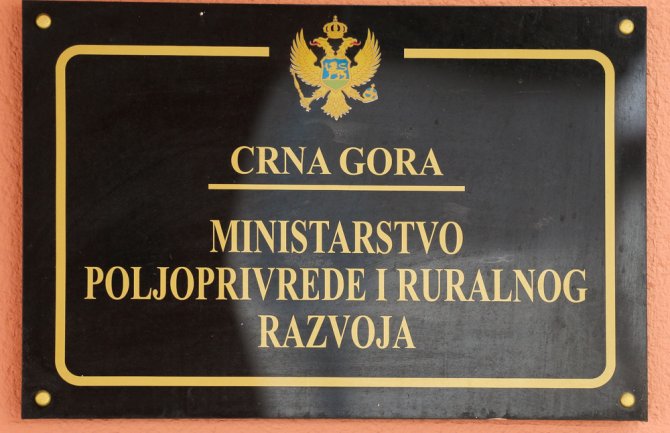 CRNA GORA
MINISTARSTVO
POLJOPRIVREDE I RURALNOG
RAZVOJA